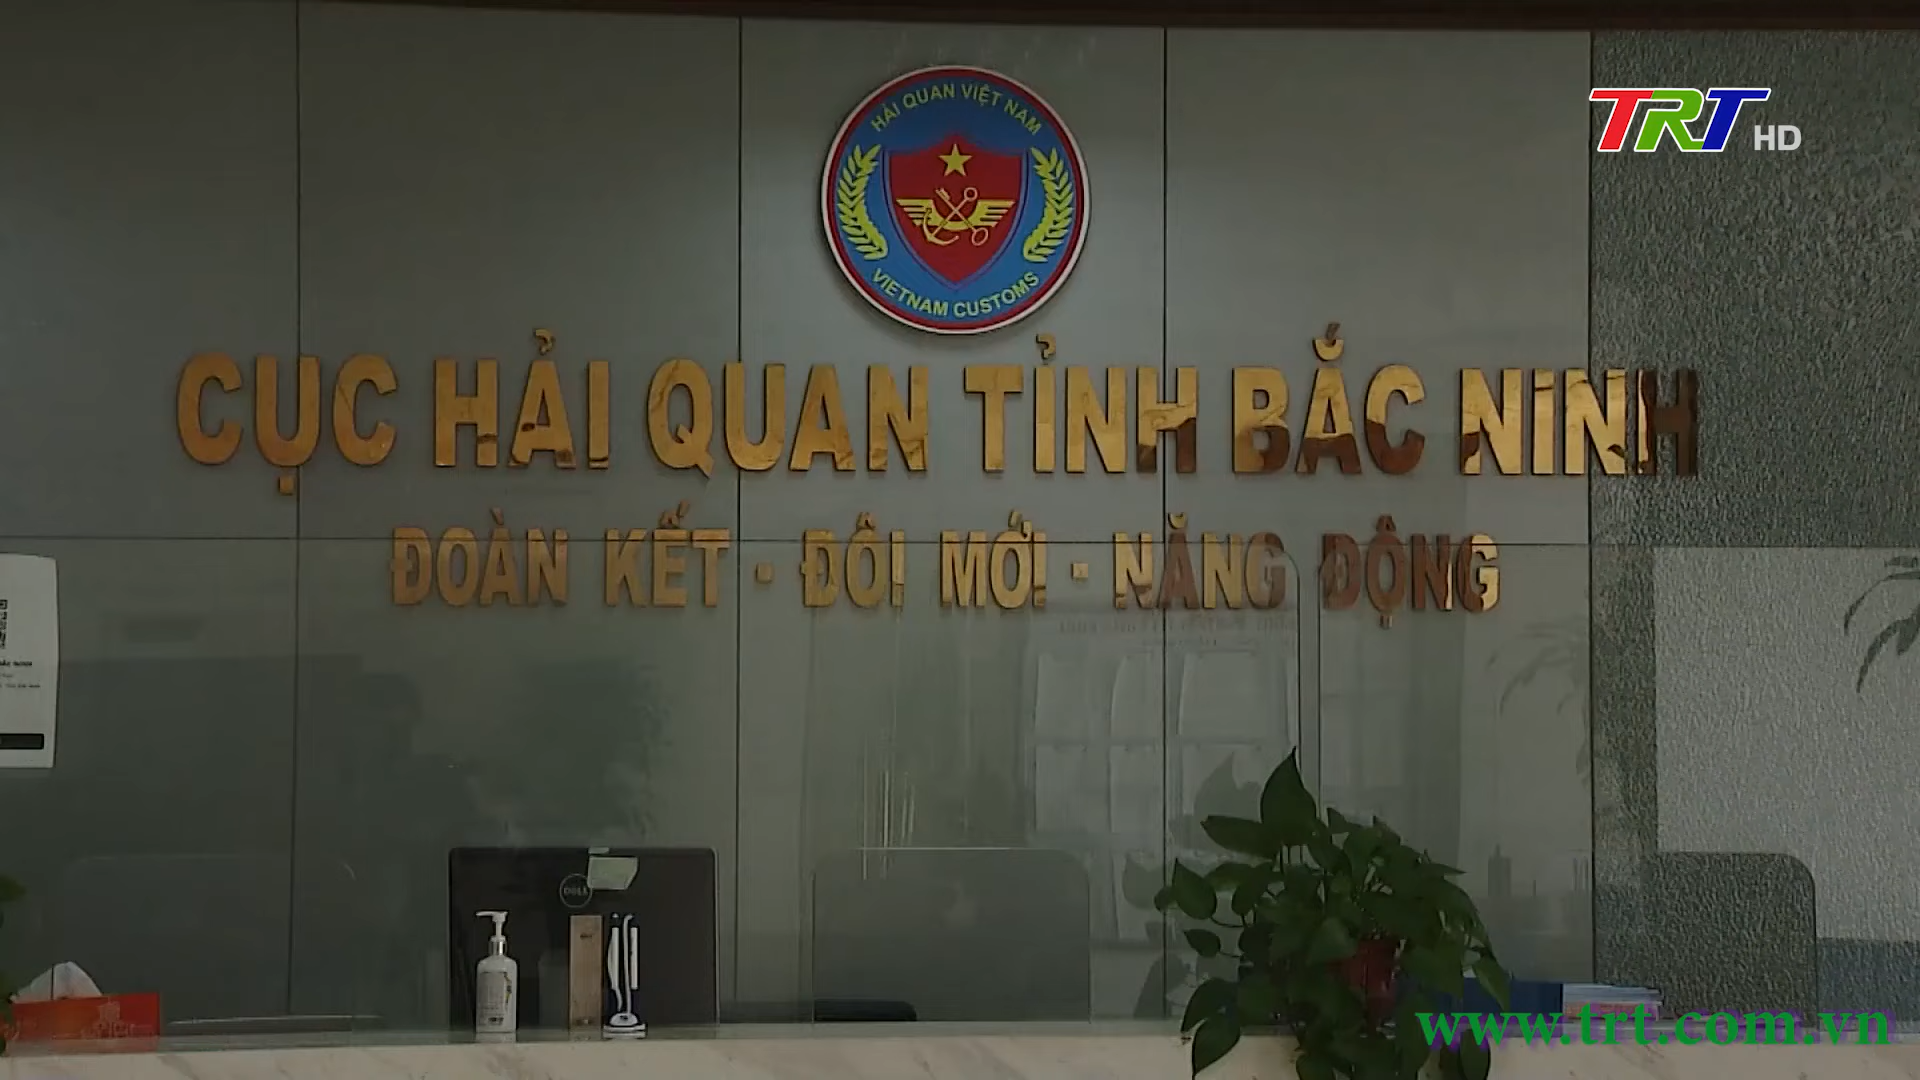 HẢI QUAN VIỆT NAM
TRT HD
VIETNAM CUSTOMS
CỤC HẢI QUAN TỈNH BẮC NINH
ĐOÀN KẾT - ĐỔI MỚI - NĂNG ĐỘNG
DELL
www.trt.com.vn